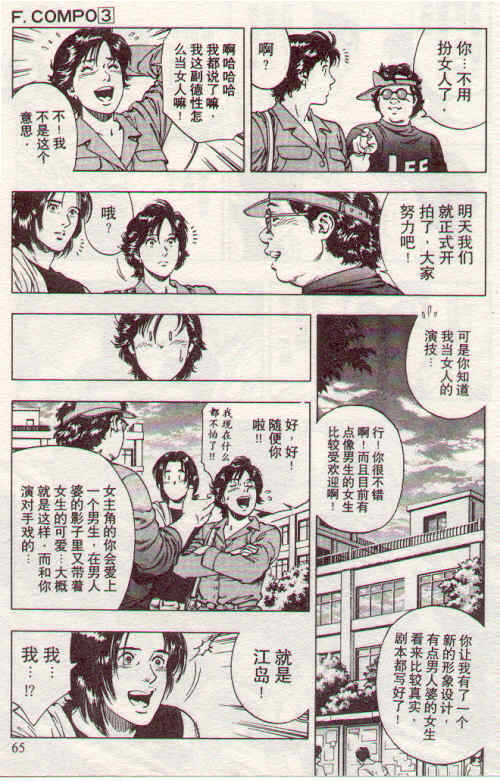 F. COMPO 3
你…不用
扮女人了．
LEE
啊？
啊哈哈哈
我都说了嘛，
我这副德性怎
么当女人嘛！
不！我
不是这个
意思．
明天我们
就正式开
拍了．大家
努力吧！
哦？
可是你知道
我当女人的
演技…
行！你很不错
啊！而且目前有
点像男生的女生
比较受欢迎啊！
你让我有了一个
新的形象设计，
有点男人婆的女生
看来比较真实，
剧本都写好了！
好，好！
随便你
啦!!
我现在什么
都不怕了!!
女主角的你会爱上
一个男生．在男人
婆的影子里又带着
女生的可爱…大概
就是这样．而和你
演对手戏的…
就是
江岛！
我…
我…!?
65